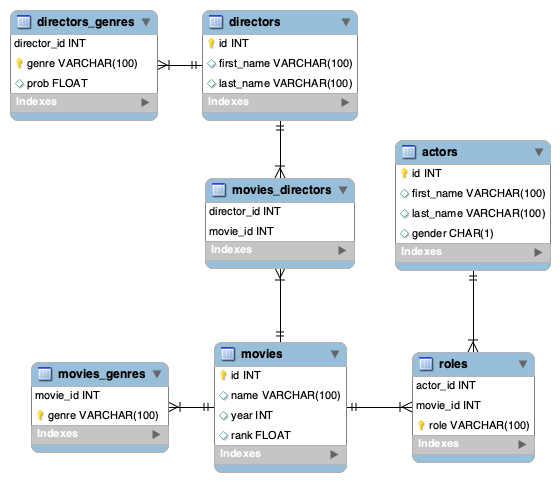 directors_genres
director_id INT
genre VARCHAR(100)
prob FLOAT
Indexes
directors
id INT
first_name VARCHAR(100)
last_name VARCHAR(100)
Indexes
movies_directors
director_id INT
movie_id INT
Indexes
actors
id INT
first_name VARCHAR(100)
last_name VARCHAR(100)
gender CHAR(1)
Indexes
movies_genres
movie_id INT
genre VARCHAR(100)
Indexes
movies
id INT
name VARCHAR(100)
year INT
rank FLOAT
Indexes
roles
actor_id INT
movie_id INT
role VARCHAR(100)
Indexes